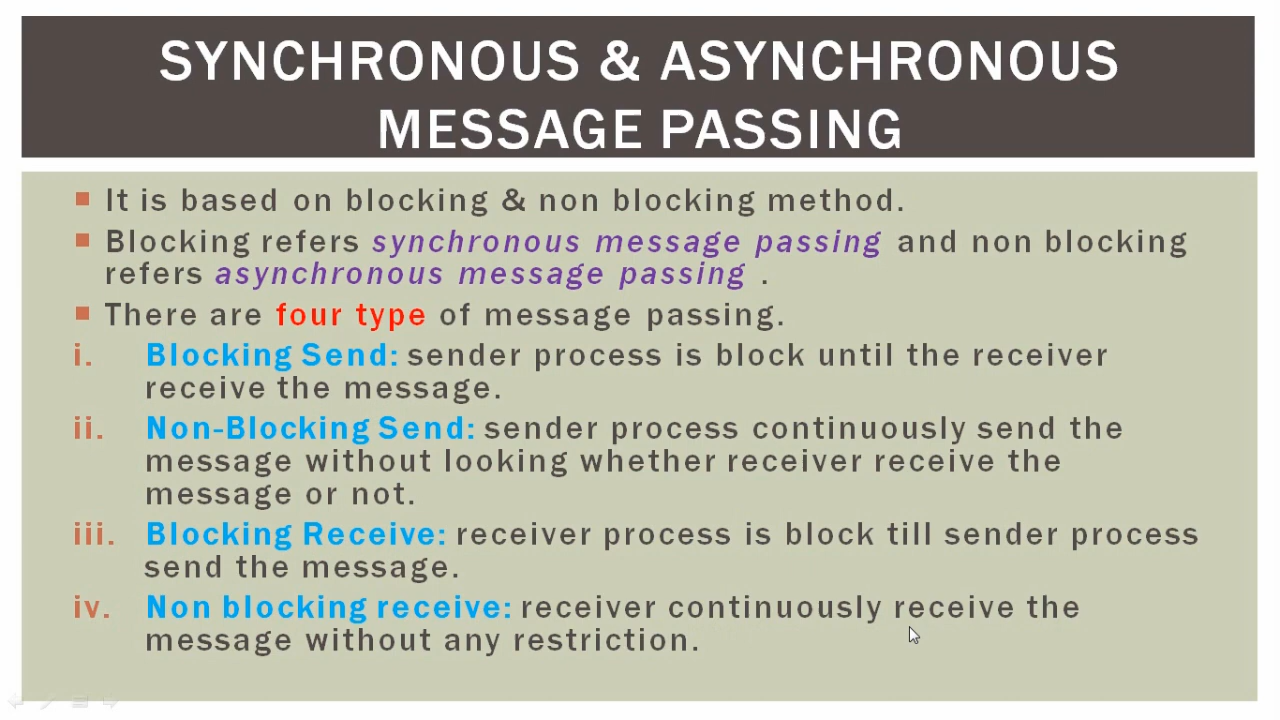 SYNCHRONOUS & ASYNCHRONOUS
MESSAGE PASSING
It is based on blocking & non blocking method.
Blocking refers synchronous message passing and non blocking
refers asynchronous message passing .
There are four type of message passing.
i. Blocking Send: sender process is block until the receiver
receive the message.
ii. Non-Blocking Send: sender process continuously send the
message without looking whether receiver receive the
message or not.
iii. Blocking Receive: receiver process is block till sender process
send the message.
iv. Non blocking receive: receiver continuously receive the
message without any restriction.